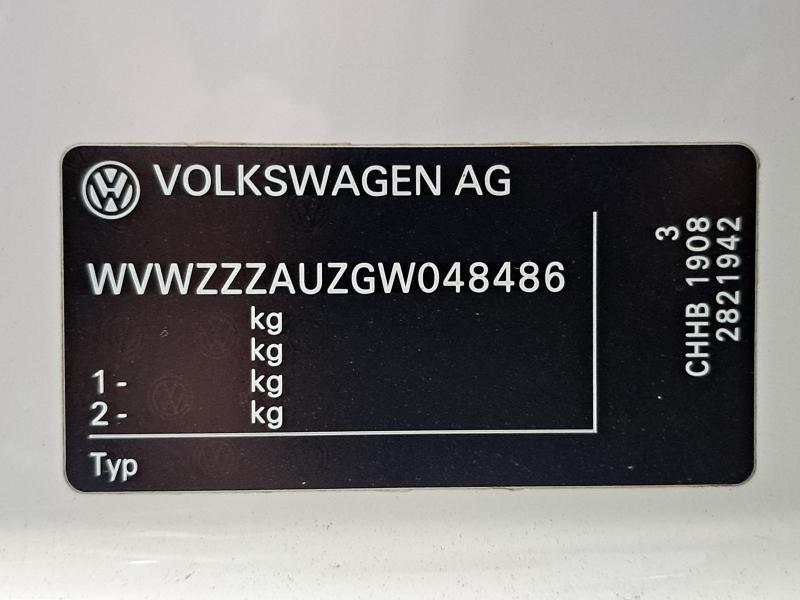 VOLKSWAGEN AG
WVWZZZAUZGW048486
kg
kg
1 - kg
2 - kg
Typ
3
CHHB 1908
2821942